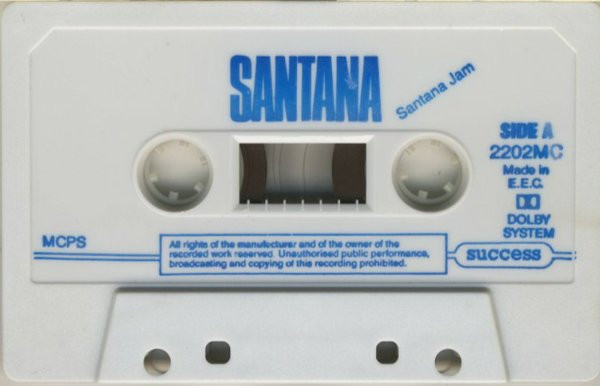 SANTANA
Santana Jam
SIDE A
2202MC
Made in
E.E.C.
DOLBY
SYSTEM
MCPS
All rights of the manufacturer and of the owner of the
recorded work reserved. Unauthorised public performance,
broadcasting and copying of this recording prohibited.
success